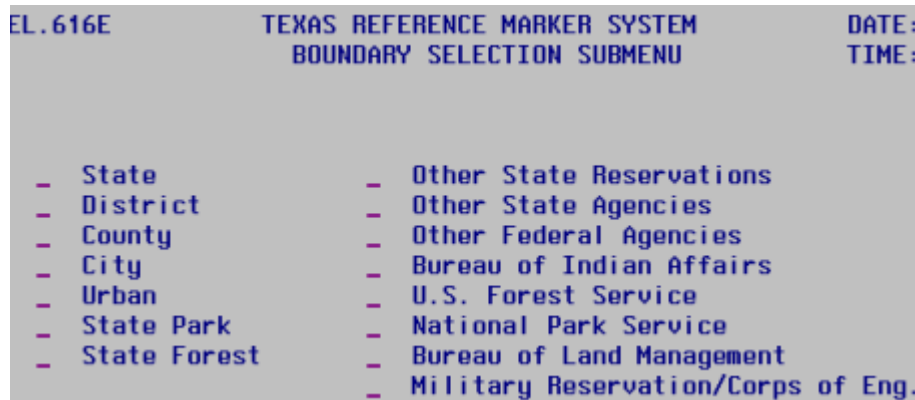 EL.616E TEXAS REFERENCE MARKER SYSTEM DATE:
BOUNDARY SELECTION SUBMENU TIME:
_ State _ Other State Reservations
_ District _ Other State Agencies
_ County _ Other Federal Agencies
_ City _ Bureau of Indian Affairs
_ Urban _ U.S. Forest Service
_ State Park _ National Park Service
_ State Forest _ Bureau of Land Management
_ Military Reservation/Corps of Eng.